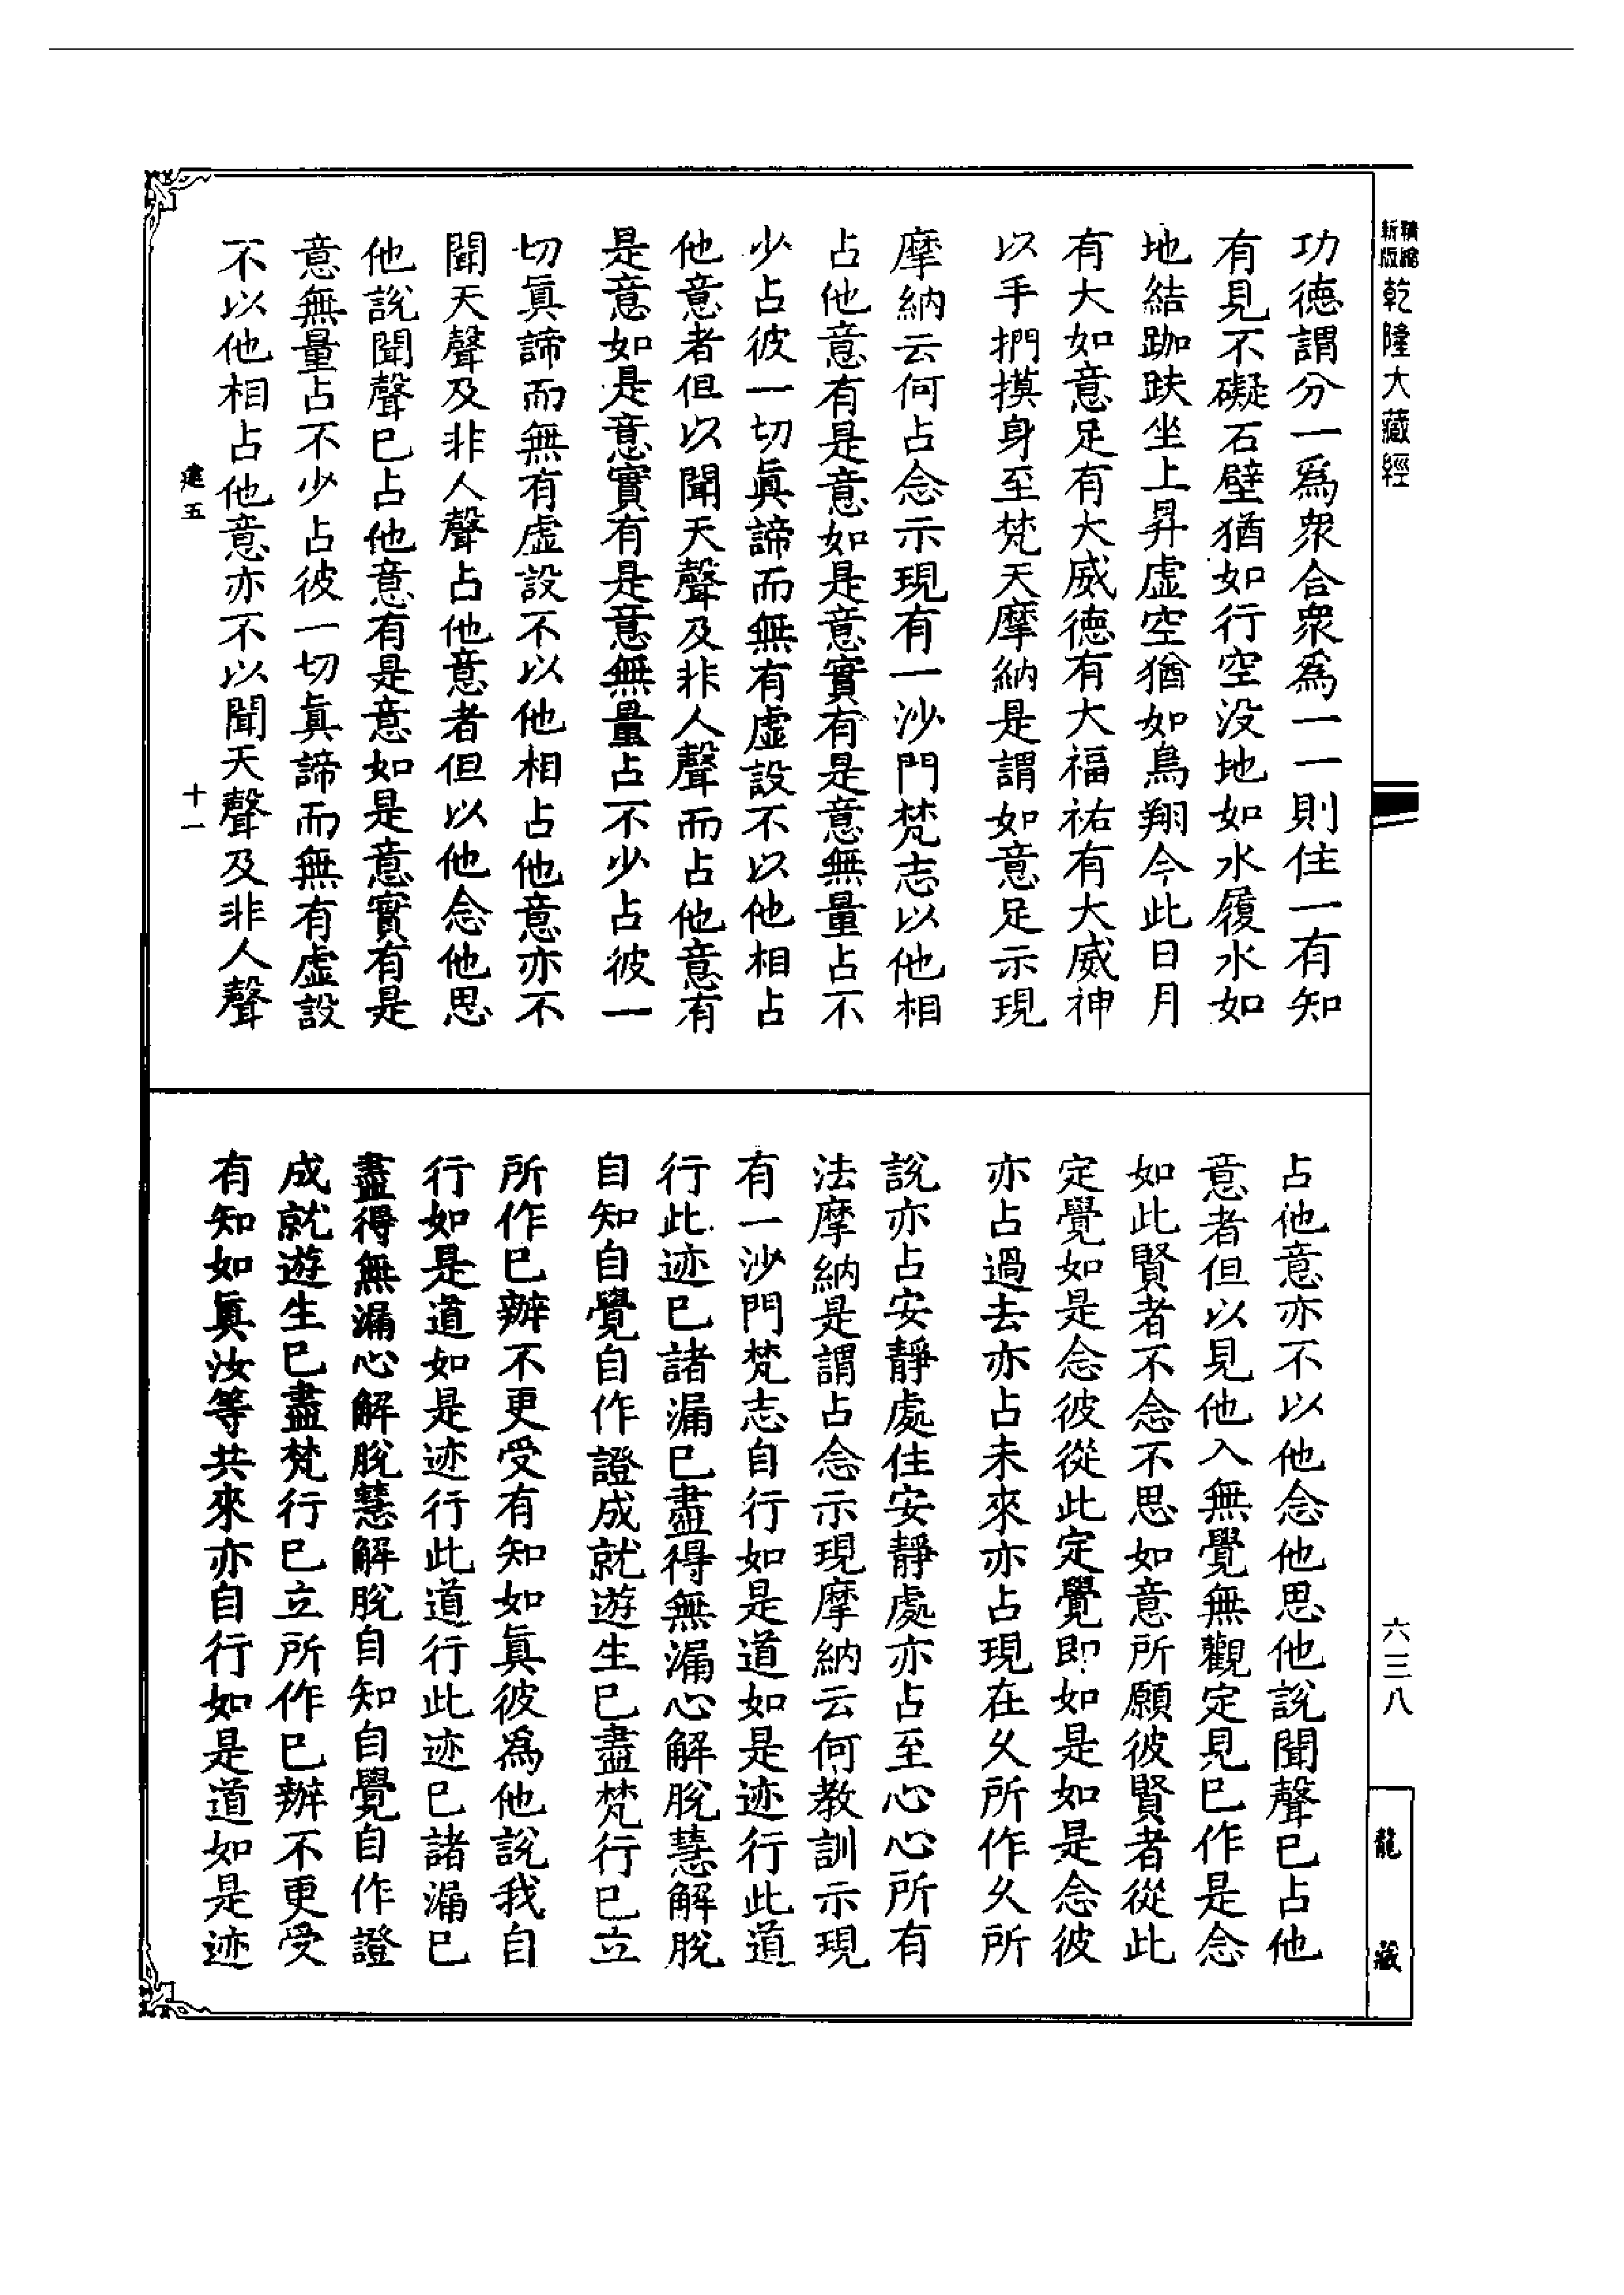 精縮新版乾隆大藏經
功德謂分一爲衆合衆爲一一則住一有知
有見不礙石壁猶如行空没地如水履水如
地結跏趺坐上昇虛空猶如鳥翔今此日月
有大如意足有大威德有大福祐有大威神
以手捫摸身至梵天摩納是謂如意足示現
摩納云何占念示現有一沙門梵志以他相
占他意有是意如是意實有是意無量占不
少占彼一切眞諦而無有虛設不以他相占
他意者但以聞天聲及非人聲而占他意有
是意如是意實有是意無量占不少占彼一
切眞諦而無有虛設不以他相占他意亦不
聞天聲及非人聲占他意者但以他念他思
他說聞聲已占他意有是意如是意實有是
意無量占不少占彼一切眞諦而無有虛設
不以他相占他意亦不以聞天聲及非人聲
建五
十一
占他意亦不以他念他思他說聞聲已占他
意者但以見他入無覺無觀定見已作是念
如此賢者不念不思如意所願彼賢者從此
定覺如是念彼從此定覺即如是如是念彼
亦占過去亦占未來亦占現在久所作久所
說亦占安靜處住安靜處亦占至心心所有
法摩納是謂占念示現摩納云何教訓示現
有一沙門梵志自行如是道如是迹行此道
行此迹已諸漏已盡得無漏心解脫慧解脫
自知自覺自作證成就遊生已盡梵行已立
所作已辦不更受有知如眞彼爲他說我自
行如是道如是迹行此道行此迹已諸漏已
盡得無漏心解脫慧解脫自知自覺自作證
成就遊生已盡梵行已立所作已辦不更受
有知如眞汝等共來亦自行如是道如是迹
六三八
龍藏